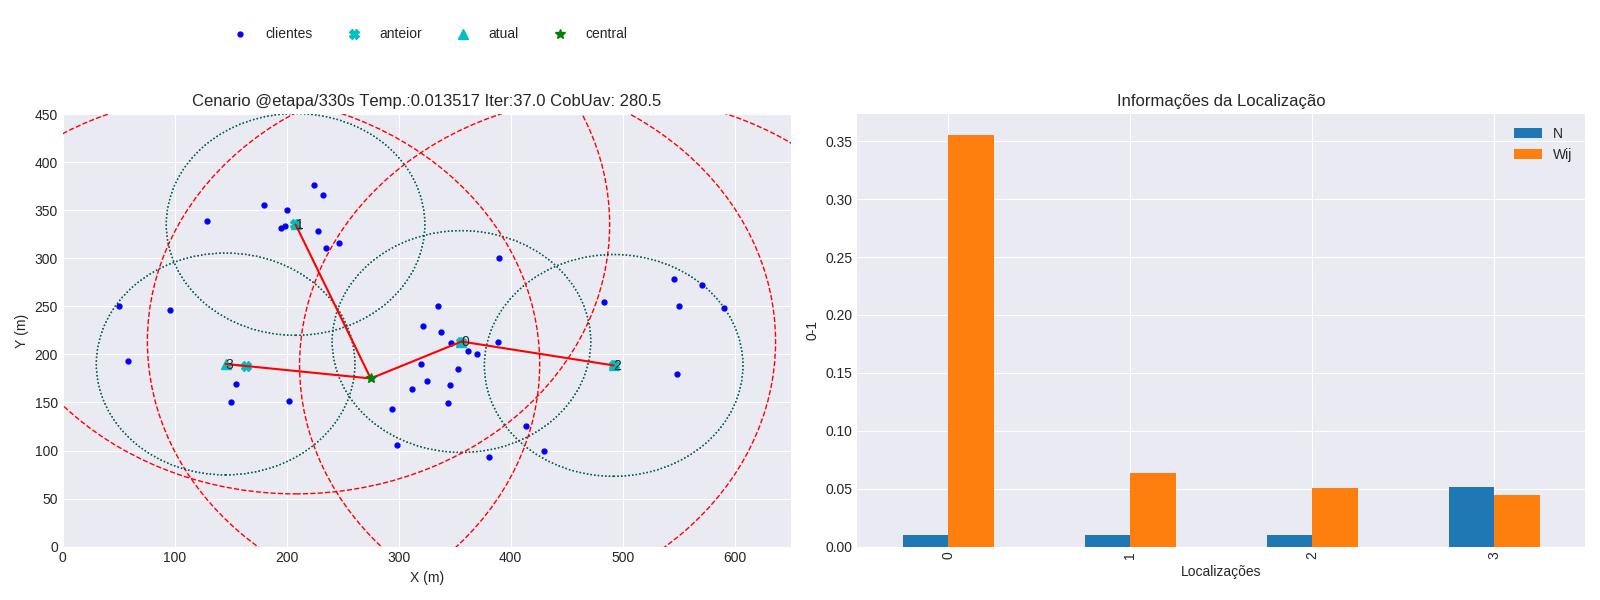 clientes anteior atual central
Cenario @etapa/330s Temp.:0.013517 Iter:37.0 CobUav: 280.5
450
400
350
300
250
200
150
100
50
0
Y (m)
1
0
3
2
0 100 200 300 400 500 600
X (m)
Informações da Localização
N
Wij
0.35
0.30
0.25
0.20
0.15
0.10
0.05
0.00
0-1
0 1 2 3
Localizações